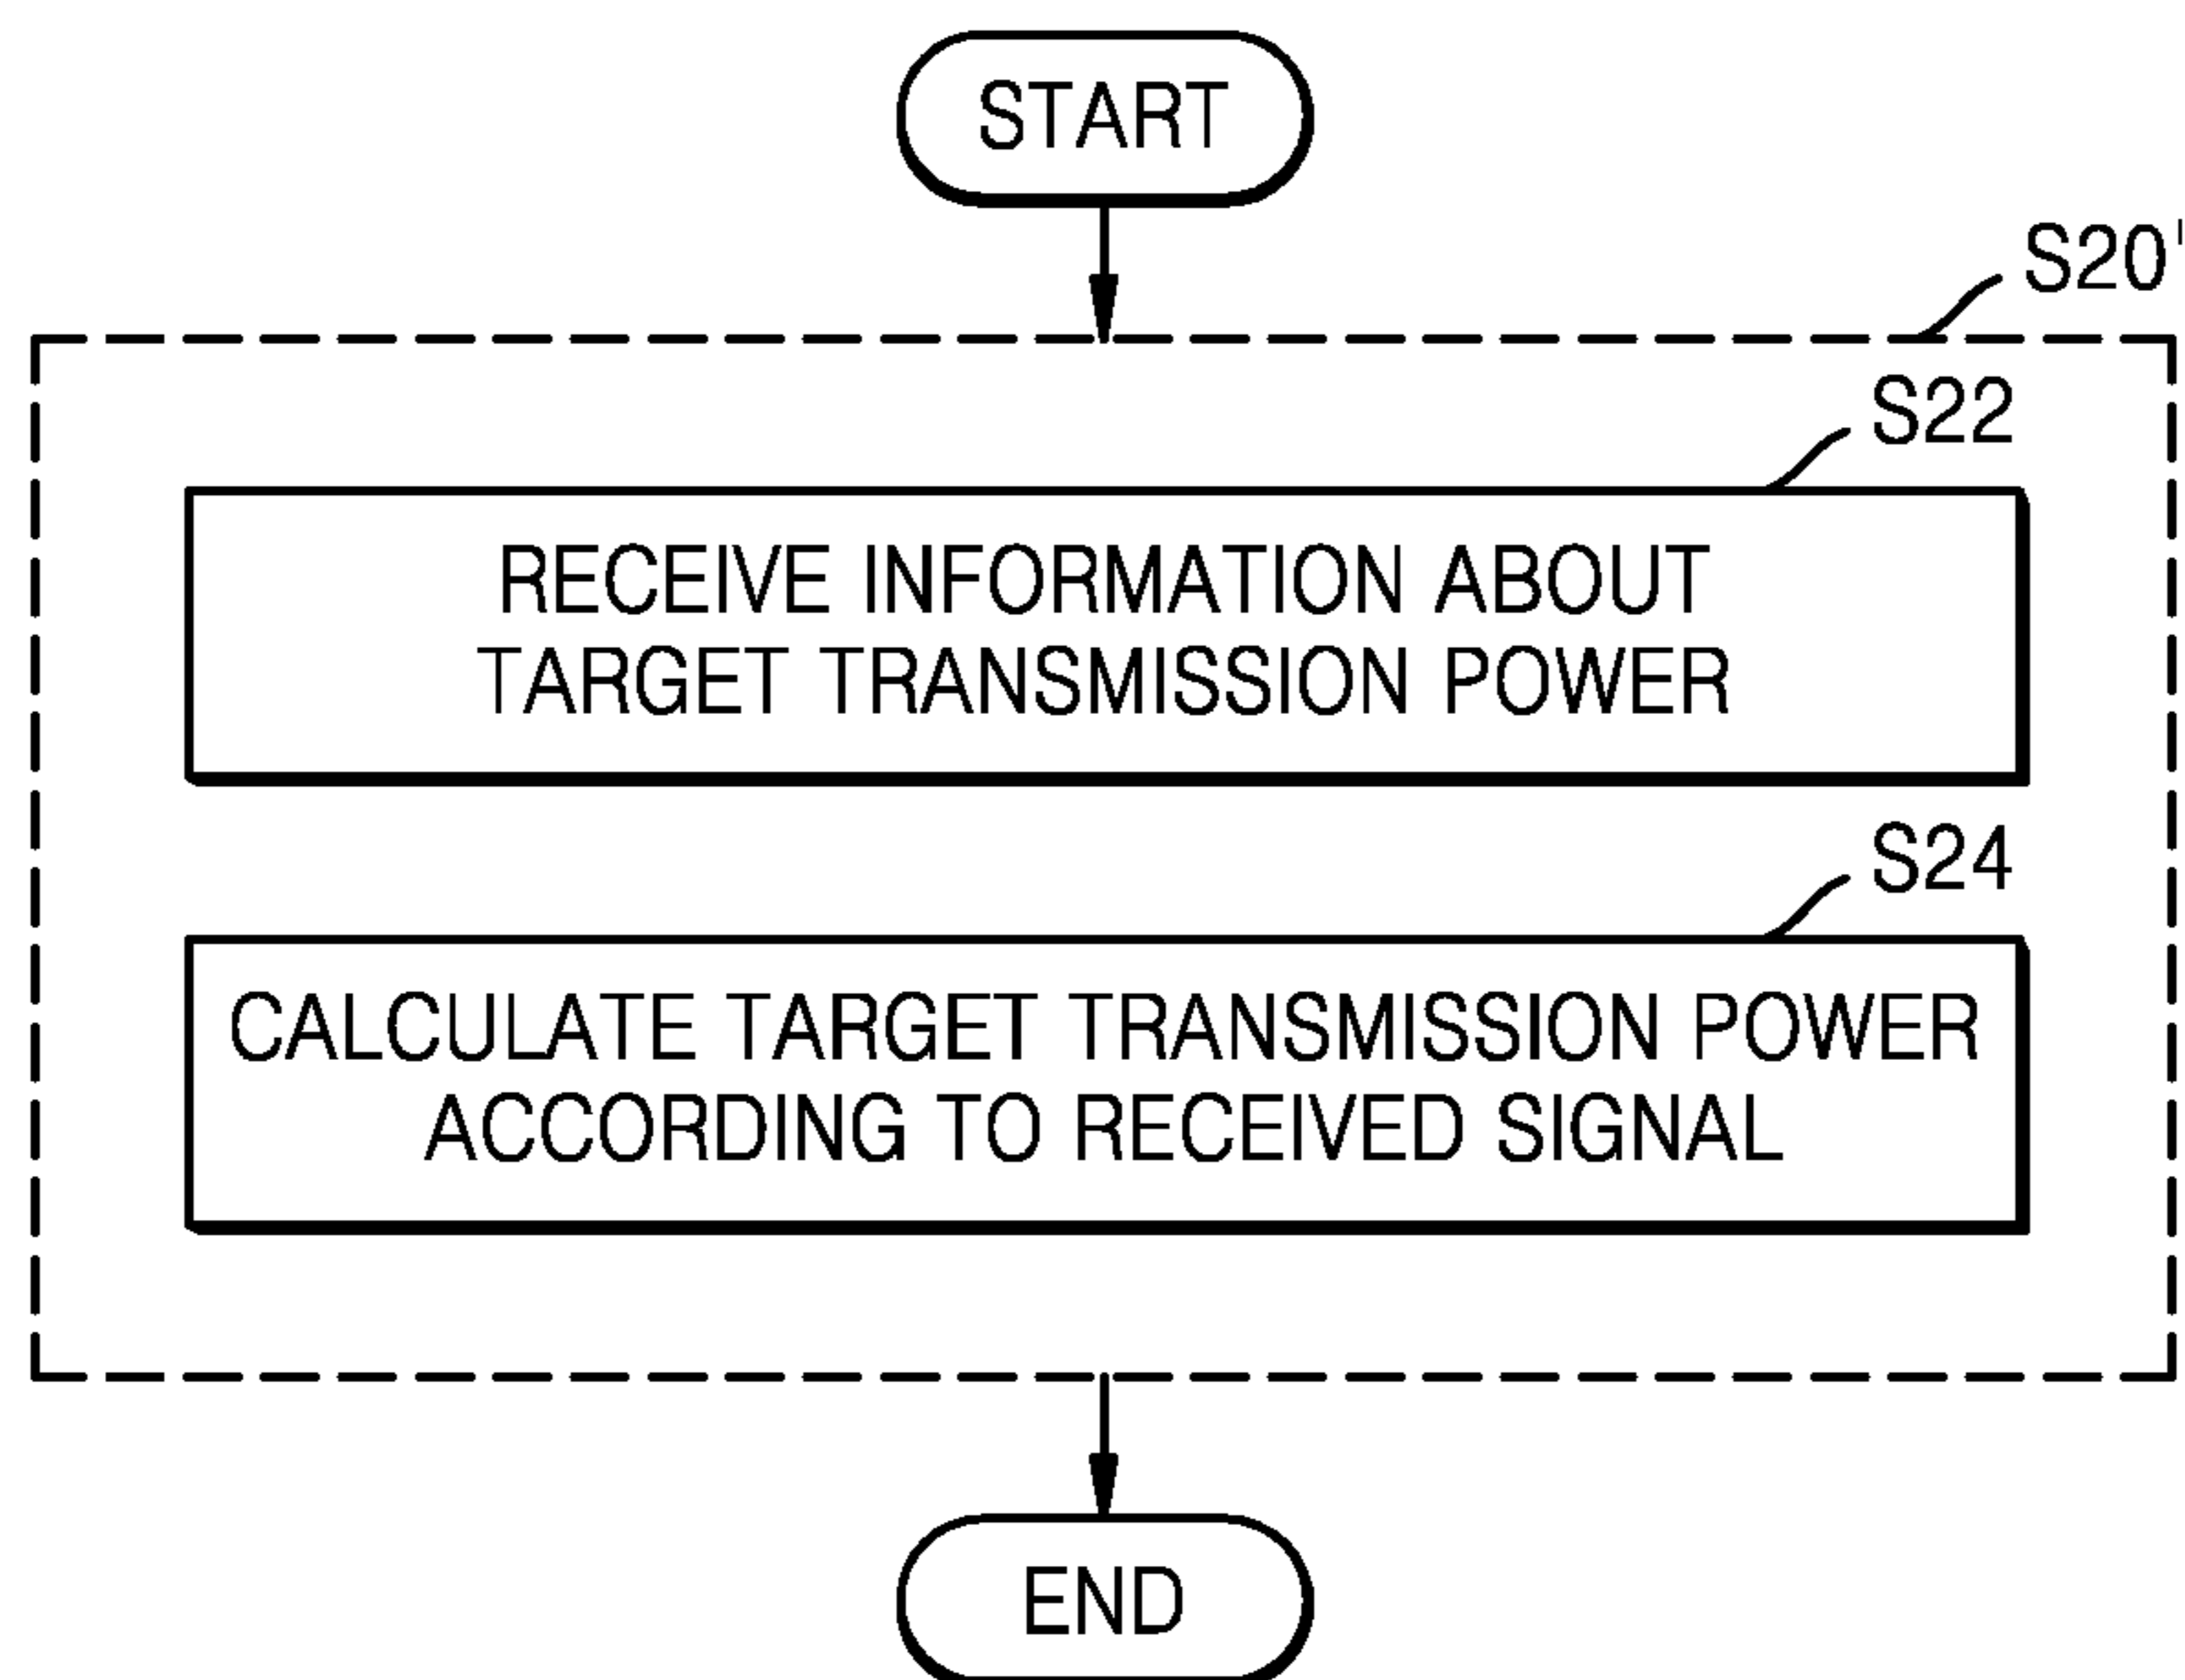 START
S20'
S22
RECEIVE INFORMATION ABOUT
TARGET TRANSMISSION POWER
S24
CALCULATE TARGET TRANSMISSION POWER
ACCORDING TO RECEIVED SIGNAL
END